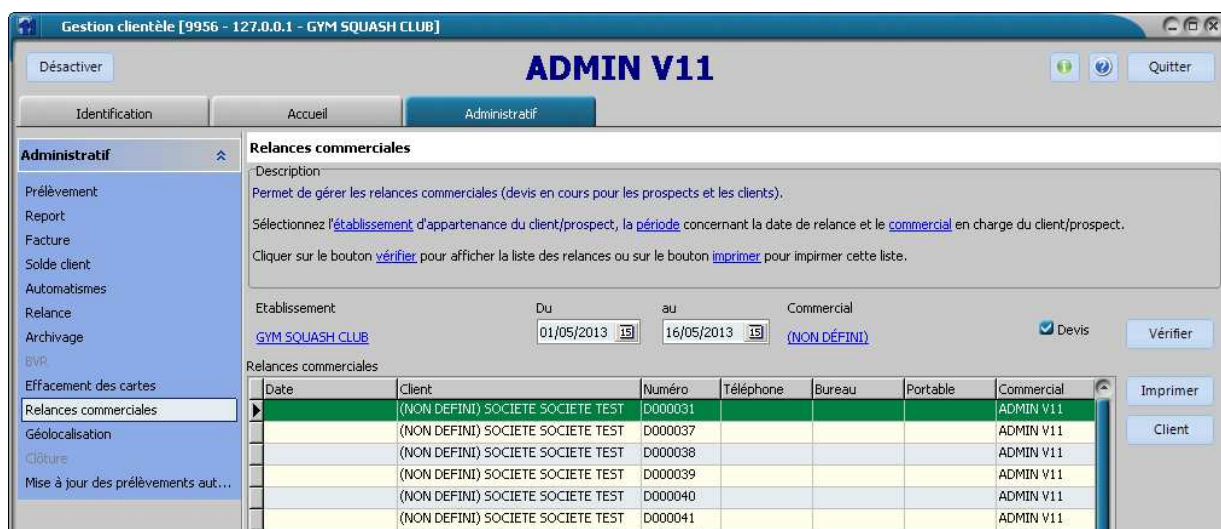 Gestion clientèle [9956 - 127.0.0.1 - GYM SQUASH CLUB]
Désactiver
ADMIN V11
Quitter
Identification
Accueil
Administratif
Administratif
Prélèvement
Report
Facture
Solde client
Automatismes
Relance
Archivage
BVR
Effacement des cartes
Relances commerciales
Géolocalisation
Clôture
Mise à jour des prélèvements aut...
Relances commerciales
Description
Permet de gérer les relances commerciales (devis en cours pour les prospects et les clients).
Sélectionnez l'établissement d'appartenance du client/prospect, la période concernant la date de relance et le commercial en charge du client/prospect.
Cliquer sur le bouton vérifier pour afficher la liste des relances ou sur le bouton imprimer pour impirmer cette liste.
Etablissement Du au Commercial
GYM SQUASH CLUB 01/05/2013 15 16/05/2013 15 (NON DÉFINI) Devis Vérifier
Relances commerciales
Date Client Numéro Téléphone Bureau Portable Commercial
(NON DEFINI) SOCIETE SOCIETE TEST D000031 ADMIN V11
(NON DEFINI) SOCIETE SOCIETE TEST D000037 ADMIN V11
(NON DEFINI) SOCIETE SOCIETE TEST D000038 ADMIN V11
(NON DEFINI) SOCIETE SOCIETE TEST D000039 ADMIN V11
(NON DEFINI) SOCIETE SOCIETE TEST D000040 ADMIN V11
(NON DEFINI) SOCIETE SOCIETE TEST D000041 ADMIN V11
Imprimer
Client